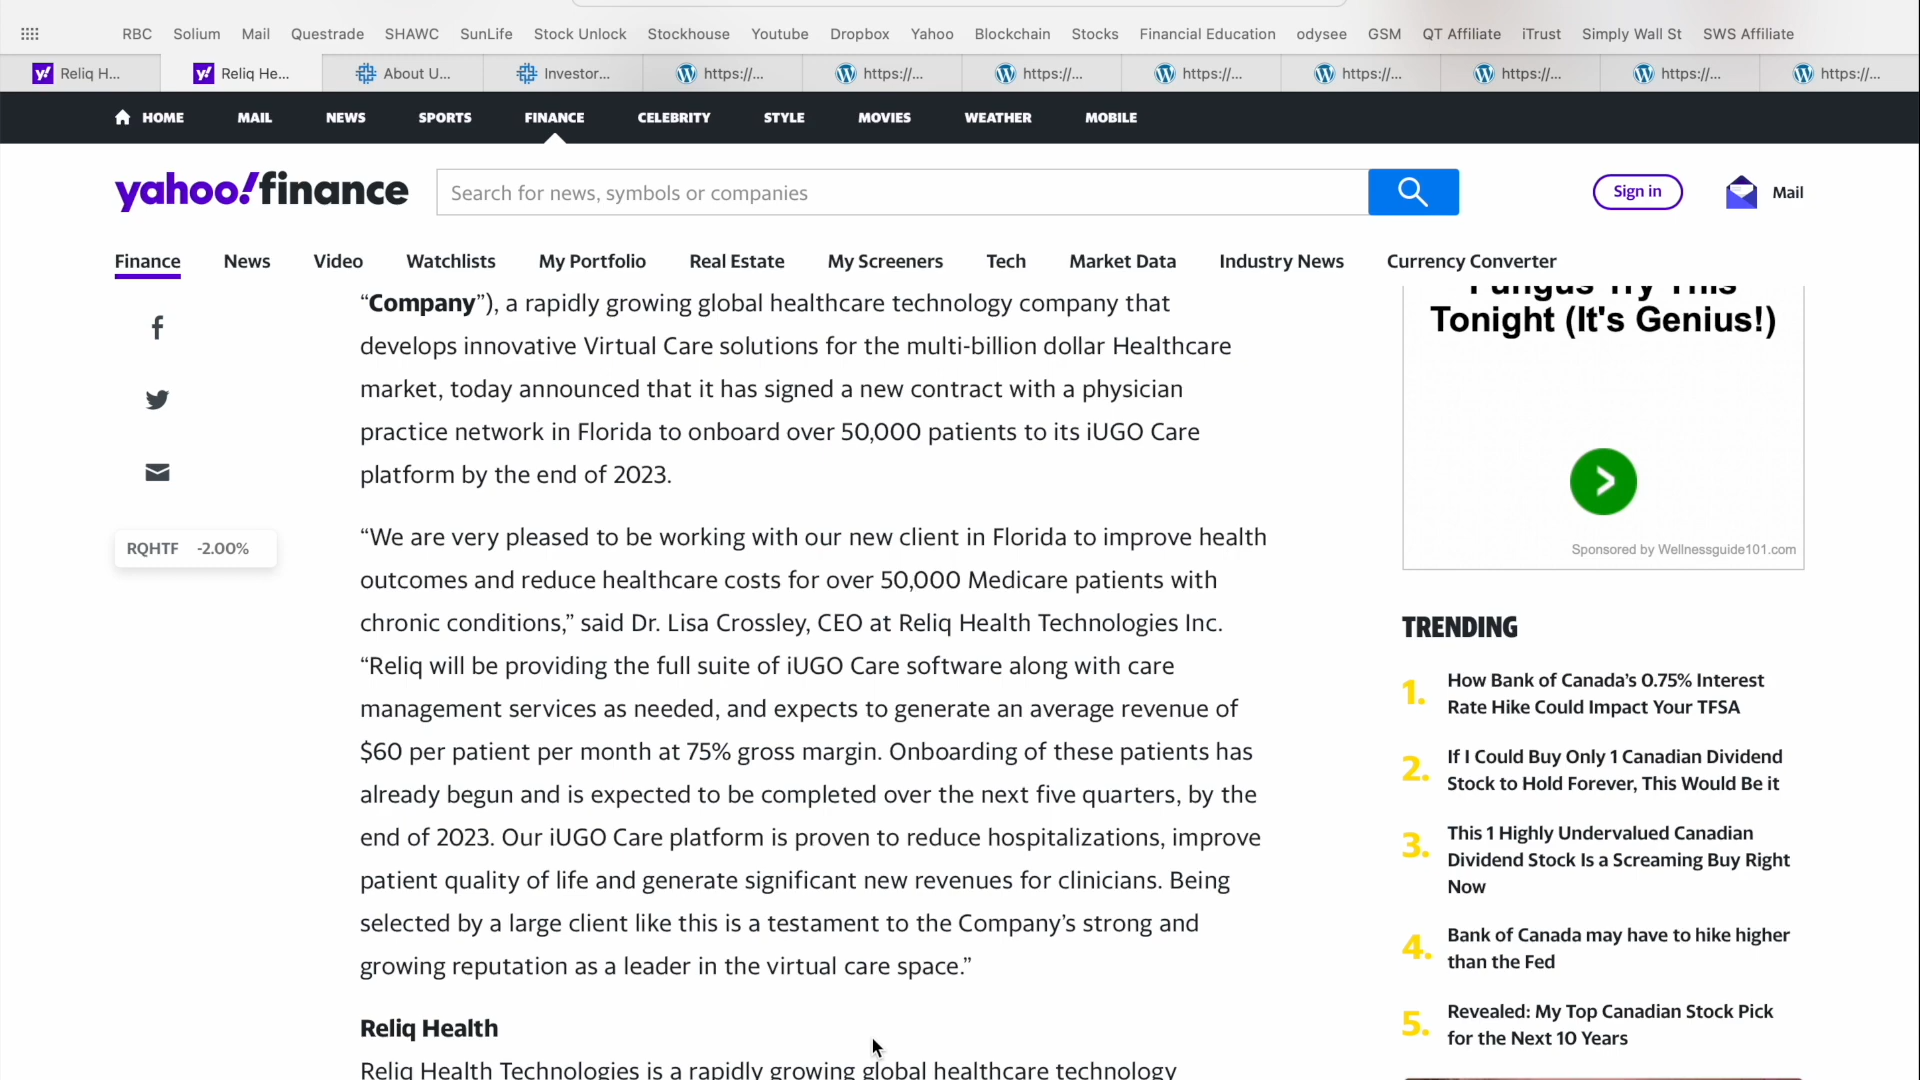 RBC Solium Mail Questrade SHAWC SunLife Stock Unlock Stockhouse Youtube Dropbox Yahoo Blockchain Stocks Financial Education odysee GSM QT Affiliate iTrust Simply Wall St SWS Affiliate
Reliq H... Reliq He... About U... Investor... https://... https://... https://... https://... https://... https://... https://... https://...
HOME MAIL NEWS SPORTS FINANCE CELEBRITY STYLE MOVIES WEATHER MOBILE
yahoo!finance Search for news, symbols or companies Sign in Mail
Finance News Video Watchlists My Portfolio Real Estate My Screeners Tech Market Data Industry News Currency Converter
“Company”), a rapidly growing global healthcare technology company that
develops innovative Virtual Care solutions for the multi-billion dollar Healthcare
market, today announced that it has signed a new contract with a physician
practice network in Florida to onboard over 50,000 patients to its iUGO Care
platform by the end of 2023.
RQHTF -2.00%
“We are very pleased to be working with our new client in Florida to improve health
outcomes and reduce healthcare costs for over 50,000 Medicare patients with
chronic conditions,” said Dr. Lisa Crossley, CEO at Reliq Health Technologies Inc.
“Reliq will be providing the full suite of iUGO Care software along with care
management services as needed, and expects to generate an average revenue of
$60 per patient per month at 75% gross margin. Onboarding of these patients has
already begun and is expected to be completed over the next five quarters, by the
end of 2023. Our iUGO Care platform is proven to reduce hospitalizations, improve
patient quality of life and generate significant new revenues for clinicians. Being
selected by a large client like this is a testament to the Company’s strong and
growing reputation as a leader in the virtual care space.”
Reliq Health
Reliq Health Technologies is a rapidly growing global healthcare technology
Fungus Try This
Tonight (It's Genius!)
Sponsored by Wellnessguide101.com
TRENDING
1. How Bank of Canada’s 0.75% Interest
Rate Hike Could Impact Your TFSA
2. If I Could Buy Only 1 Canadian Dividend
Stock to Hold Forever, This Would Be it
3. This 1 Highly Undervalued Canadian
Dividend Stock Is a Screaming Buy Right
Now
4. Bank of Canada may have to hike higher
than the Fed
5. Revealed: My Top Canadian Stock Pick
for the Next 10 Years